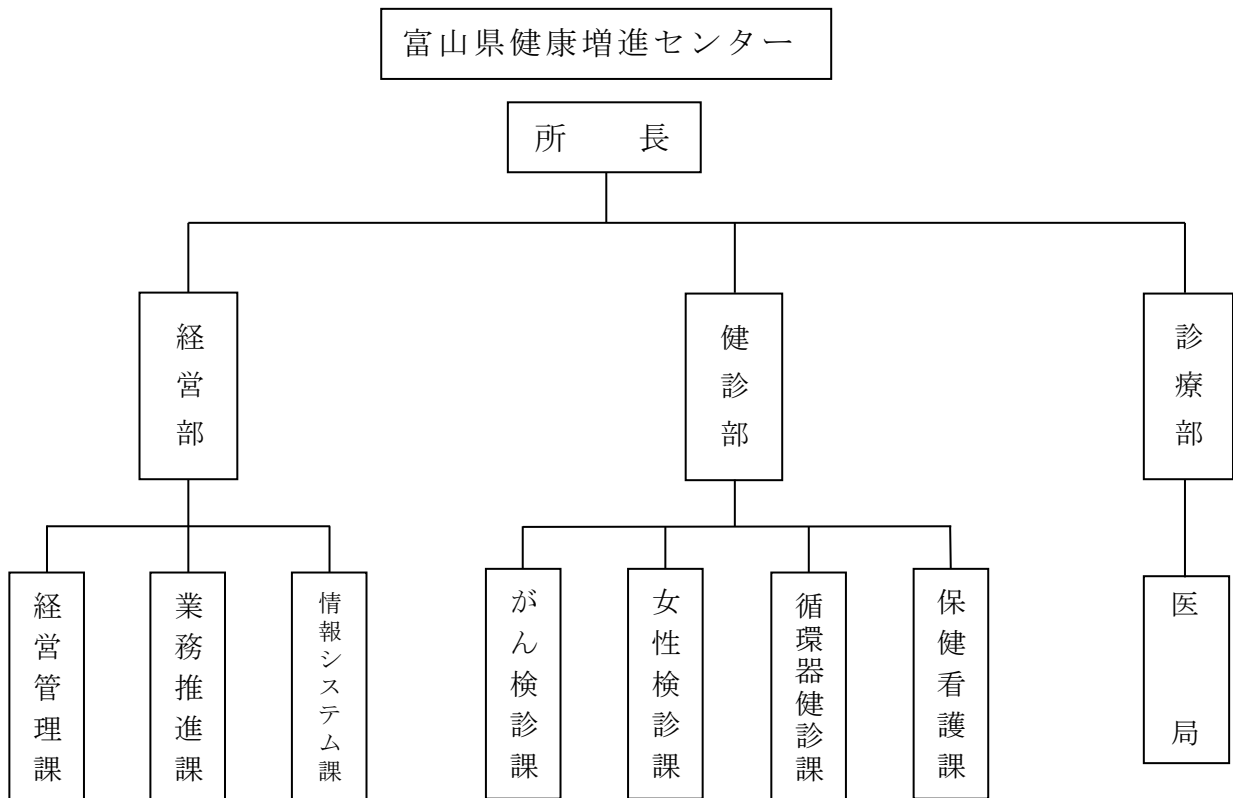 富山県健康増進センター
所長
経営部
健診部
診療部
経営管理課
業務推進課
情報システム課
がん検診課
女性検診課
循環器健診課
保健看護課
医局